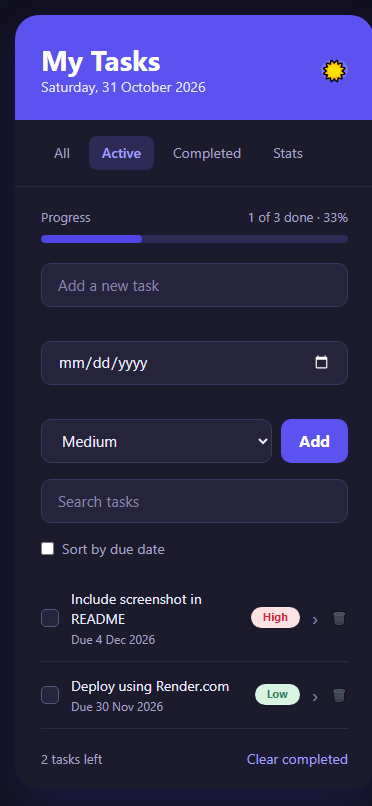 My Tasks
Saturday, 31 October 2026
All Active Completed Stats
Progress 1 of 3 done · 33%
Add a new task
mm/dd/yyyy
Medium Add
Search tasks
Sort by due date
Include screenshot in
README
High ›
Due 4 Dec 2026
Deploy using Render.com
Low ›
Due 30 Nov 2026
2 tasks left Clear completed